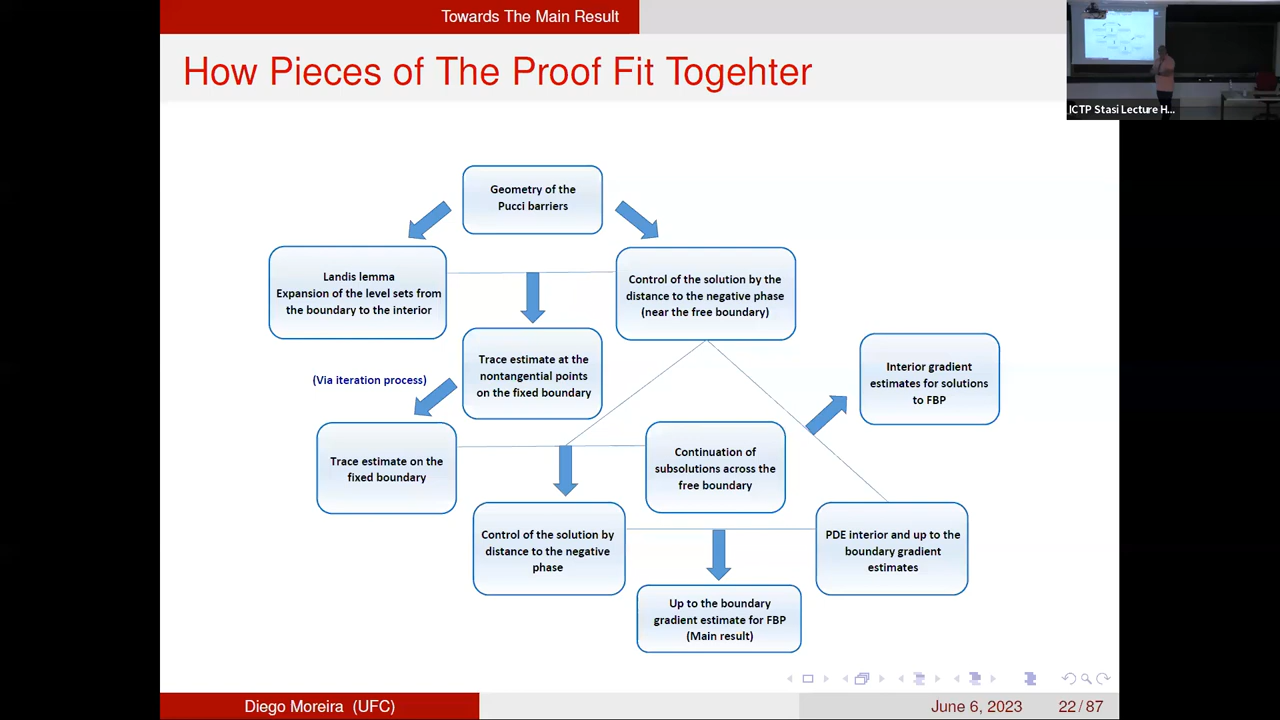 Towards The Main Result
How Pieces of The Proof Fit Togehter
ICTP Stasi Lecture H...
Geometry of the
Pucci barriers
Landis lemma
Expansion of the level sets from
the boundary to the interior
Control of the solution by the
distance to the negative phase
(near the free boundary)
Trace estimate at the
nontangential points
on the fixed boundary
Interior gradient
estimates for solutions
to FBP
(Via iteration process)
Trace estimate on the
fixed boundary
Continuation of
subsolutions across the
free boundary
Control of the solution by
distance to the negative
phase
PDE interior and up to the
boundary gradient
estimates
Up to the boundary
gradient estimate for FBP
(Main result)
Diego Moreira (UFC)
June 6, 2023
22/87